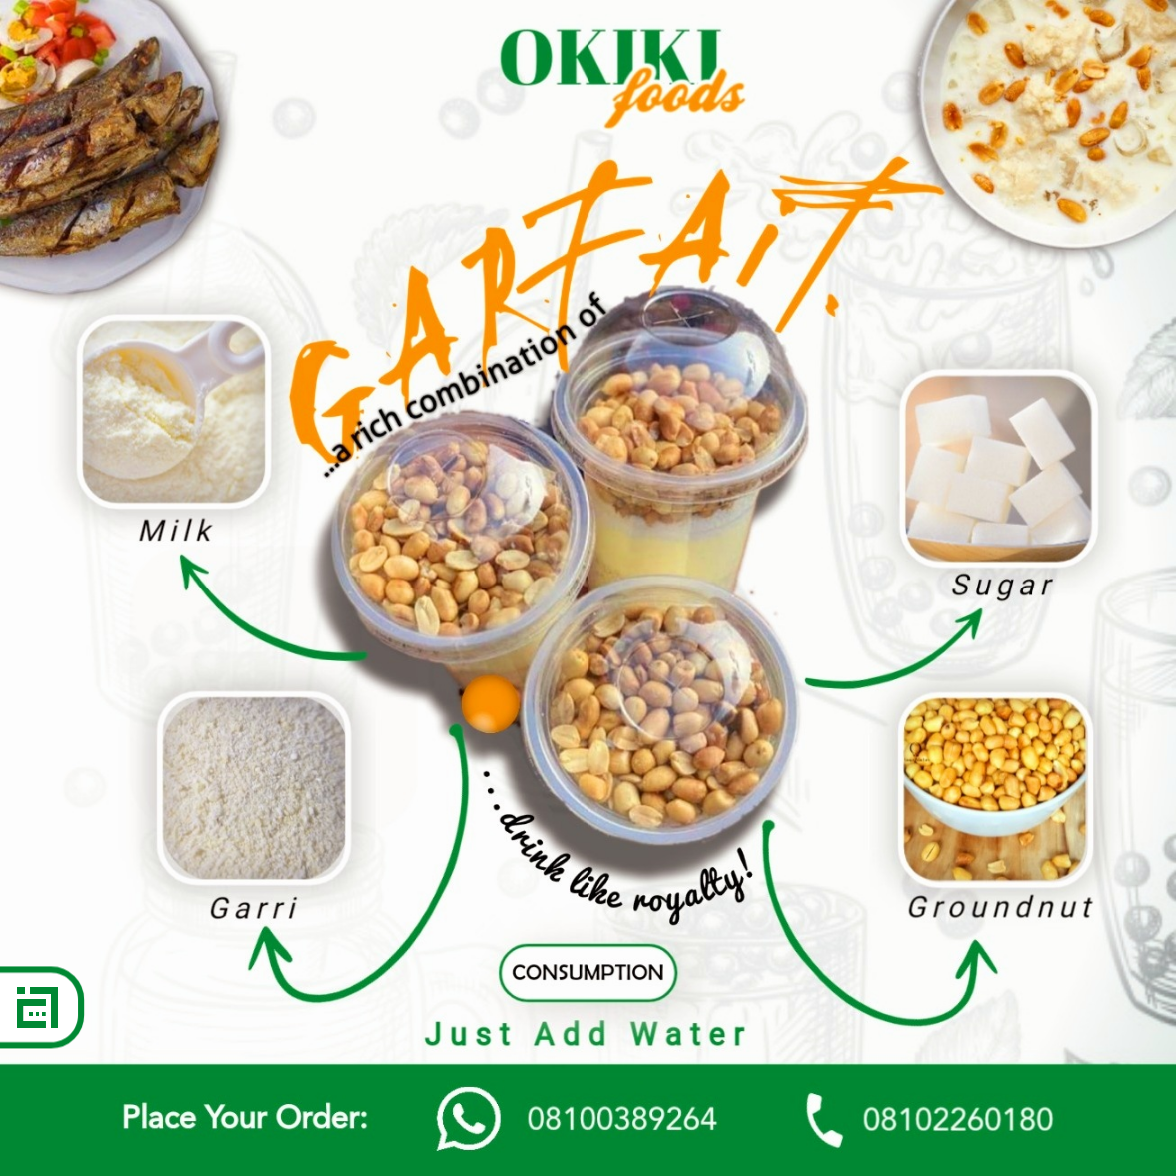 OKIKI
foods
GARFAIT.
...a rich combination of
Milk
Sugar
Garri
Groundnut
...drink like royalty!
CONSUMPTION
Just Add Water
Place Your Order: 08100389264 08102260180